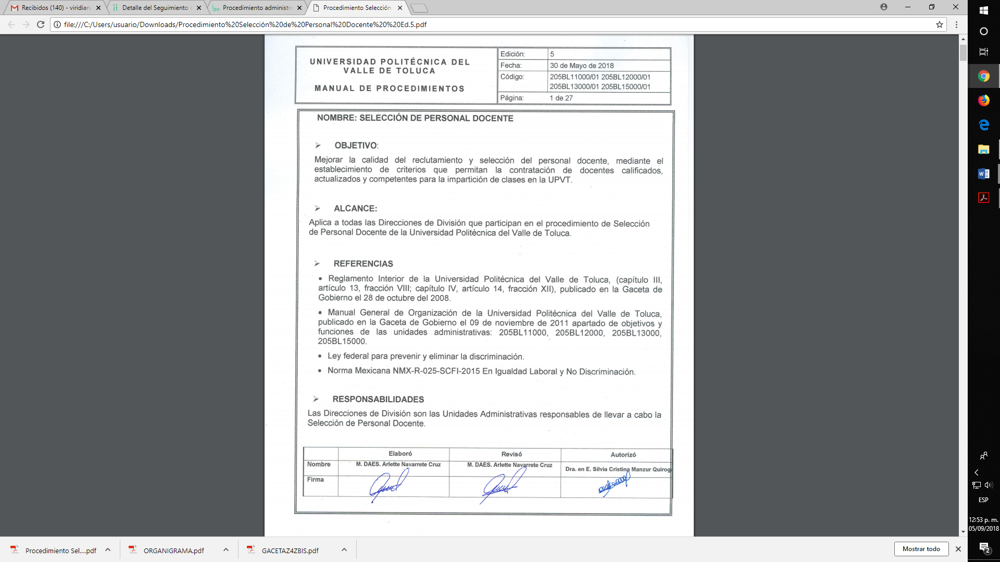 Recibidos (140) - viridian
Detalle del Seguimiento
Procedimiento administra
Procedimiento Selección
file:///C:/Users/usuario/Downloads/Procedimiento%20Selección%20de%20Personal%20Docente%20%20Ed.5.pdf
UNIVERSIDAD POLITÉCNICA DEL
VALLE DE TOLUCA
MANUAL DE PROCEDIMIENTOS
Edición: 5
Fecha: 30 de Mayo de 2018
Código: 205BL11000/01 205BL12000/01
205BL13000/01 205BL15000/01
Página: 1 de 27
NOMBRE: SELECCIÓN DE PERSONAL DOCENTE
➢ OBJETIVO:
Mejorar la calidad del reclutamiento y selección del personal docente, mediante el
establecimiento de criterios que permitan la contratación de docentes calificados,
actualizados y competentes para la impartición de clases en la UPVT.
➢ ALCANCE:
Aplica a todas las Direcciones de División que participan en el procedimiento de Selección
de Personal Docente de la Universidad Politécnica del Valle de Toluca.
➢ REFERENCIAS
• Reglamento Interior de la Universidad Politécnica del Valle de Toluca, (capítulo III,
artículo 13, fracción VIII; capítulo IV, artículo 14, fracción XII), publicado en la Gaceta de
Gobierno el 28 de octubre del 2008.
• Manual General de Organización de la Universidad Politécnica del Valle de Toluca,
publicado en la Gaceta de Gobierno el 09 de noviembre de 2011 apartado de objetivos y
funciones de las unidades administrativas: 205BL11000, 205BL12000, 205BL13000,
205BL15000.
• Ley federal para prevenir y eliminar la discriminación.
• Norma Mexicana NMX-R-025-SCFI-2015 En Igualdad Laboral y No Discriminación.
➢ RESPONSABILIDADES
Las Direcciones de División son las Unidades Administrativas responsables de llevar a cabo la
Selección de Personal Docente.
Elaboró Revisó Autorizó
Nombre M. DAES. Arlette Navarrete Cruz M. DAES. Arlette Navarrete Cruz Dra. en E. Silvia Cristina Manzur Quiroga
Firma
ESP
12:53 p. m.
05/09/2018
2
Procedimiento Sel....pdf
ORGANIGRAMA.pdf
GACETAZ4ZBIS.pdf
Mostrar todo